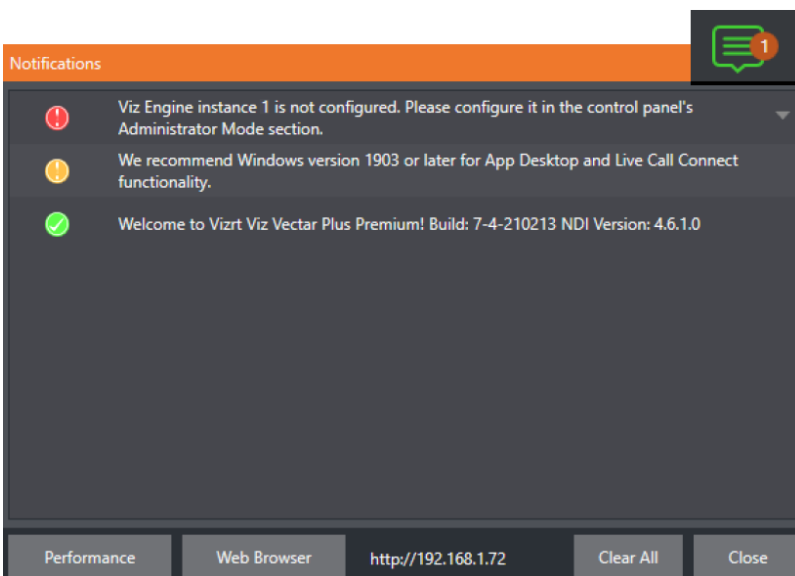 1
Notifications
Viz Engine instance 1 is not configured. Please configure it in the control panel's
Administrator Mode section.
We recommend Windows version 1903 or later for App Desktop and Live Call Connect
functionality.
Welcome to Vizrt Viz Vectar Plus Premium! Build: 7-4-210213 NDI Version: 4.6.1.0
Performance Web Browser http://192.168.1.72 Clear All Close